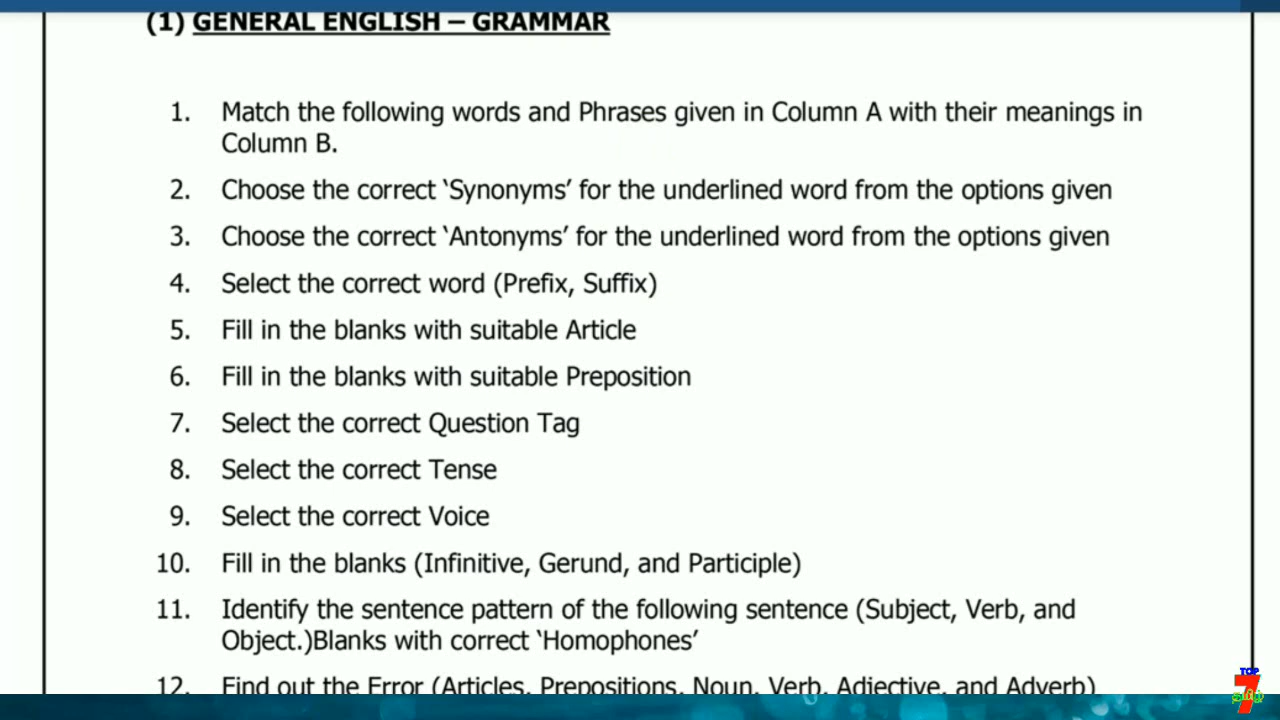 (1) GENERAL ENGLISH – GRAMMAR
1. Match the following words and Phrases given in Column A with their meanings in
Column B.
2. Choose the correct ‘Synonyms’ for the underlined word from the options given
3. Choose the correct ‘Antonyms’ for the underlined word from the options given
4. Select the correct word (Prefix, Suffix)
5. Fill in the blanks with suitable Article
6. Fill in the blanks with suitable Preposition
7. Select the correct Question Tag
8. Select the correct Tense
9. Select the correct Voice
10. Fill in the blanks (Infinitive, Gerund, and Participle)
11. Identify the sentence pattern of the following sentence (Subject, Verb, and
Object.)Blanks with correct ‘Homophones’
12. Find out the Error (Articles, Prepositions, Noun, Verb, Adjective, and Adverb)
TOP
7
தமிழ்